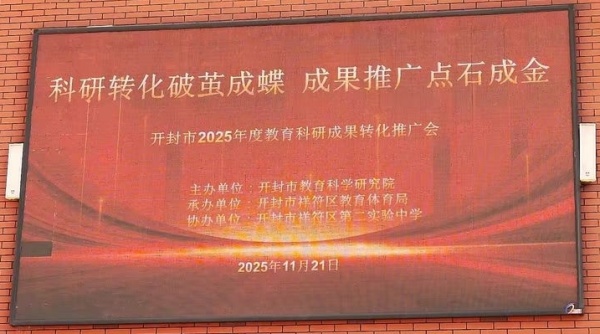 科研转化破茧成蝶 成果推广点石成金
开封市2025年度教育科研成果转化推广会
主办单位：开封市教育科学研究院
承办单位：开封市祥符区教育体育局
协办单位：开封市祥符区第二实验中学
2025年11月21日